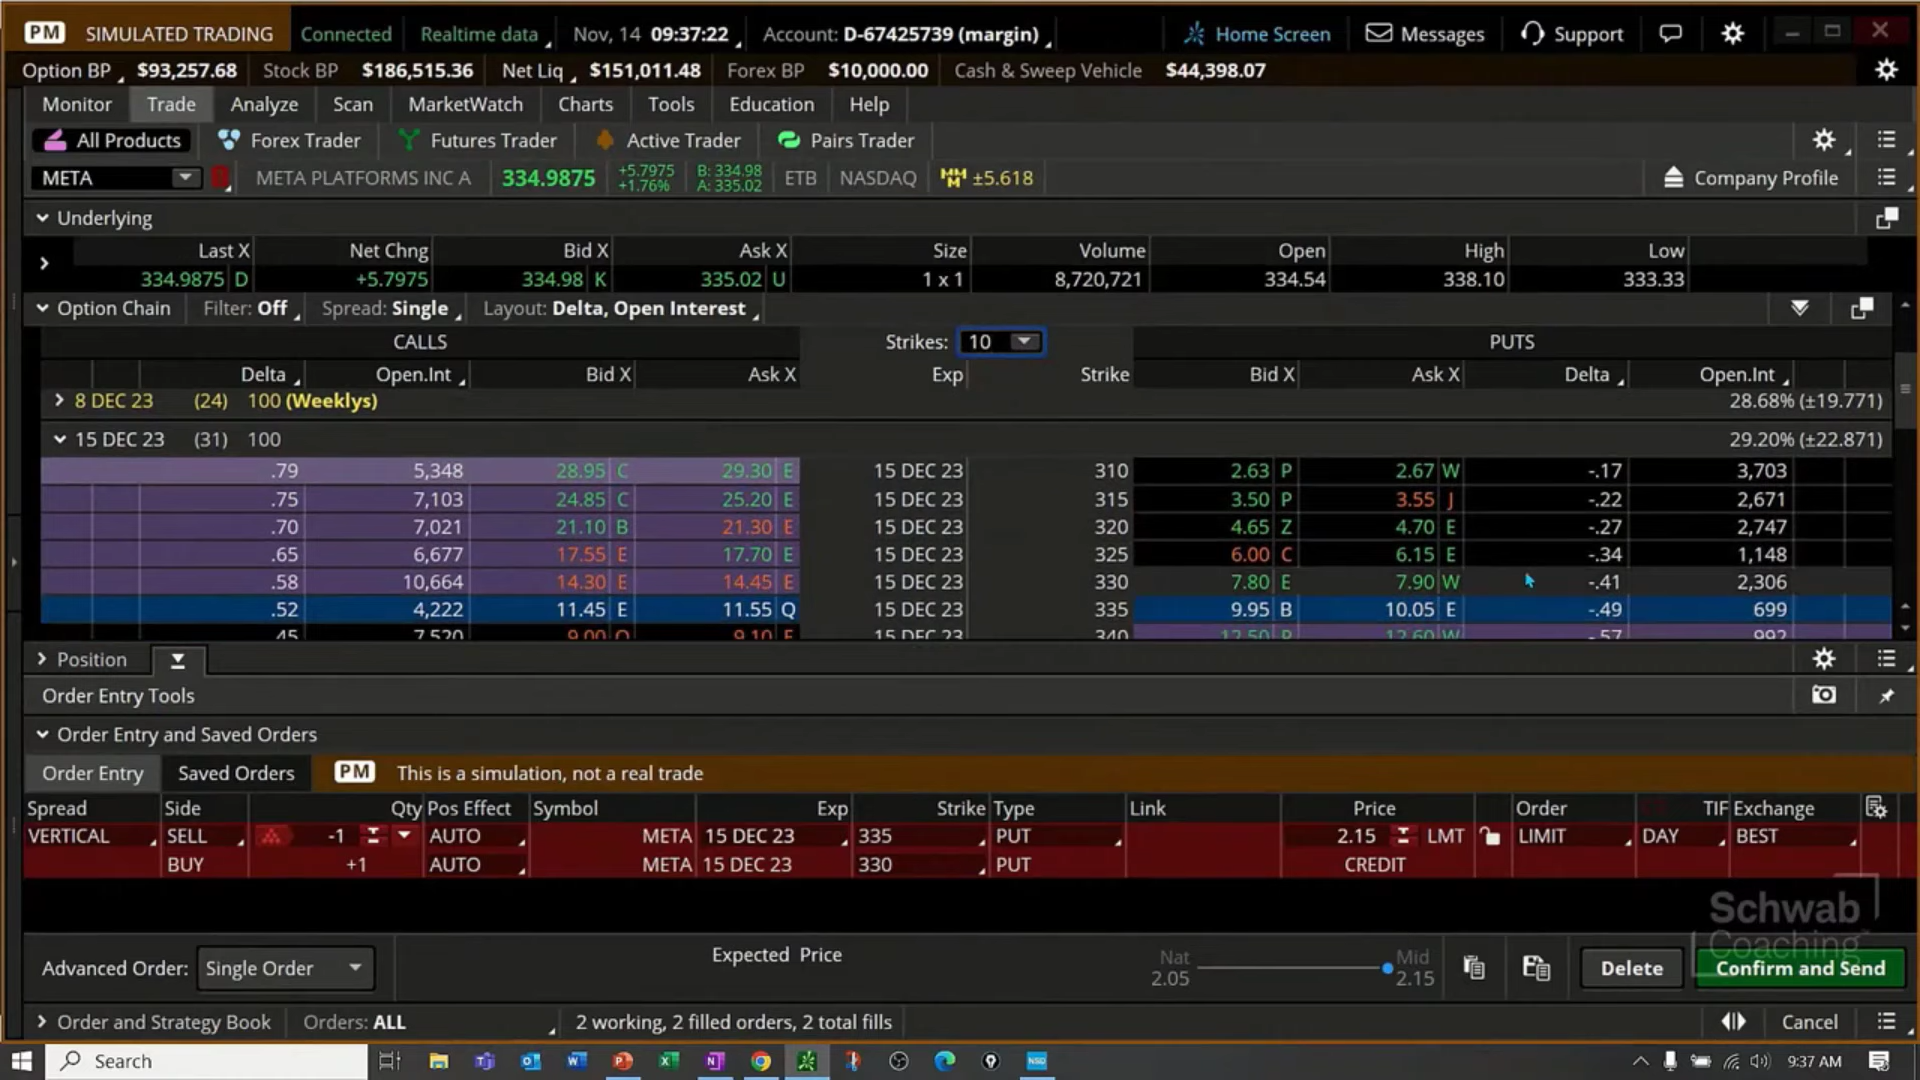 PM SIMULATED TRADING Connected Realtime data Nov, 14 09:37:22 Account: D-67425739 (margin) Home Screen Messages Support
Option BP $93,257.68 Stock BP $186,515.36 Net Liq $151,011.48 Forex BP $10,000.00 Cash & Sweep Vehicle $44,398.07
Monitor Trade Analyze Scan MarketWatch Charts Tools Education Help
All Products Forex Trader Futures Trader Active Trader Pairs Trader
META META PLATFORMS INC A 334.9875 +5.7975 +1.76% B: 334.98 A: 335.02 ETB NASDAQ ±5.618 Company Profile
Underlying
Last X Net Chng Bid X Ask X Size Volume Open High Low
334.9875 D +5.7975 334.98 K 335.02 U 1 x 1 8,720,721 334.54 338.10 333.33
Option Chain Filter: Off Spread: Single Layout: Delta, Open Interest
CALLS Strikes: 10 PUTS
Delta Open.Int Bid X Ask X Exp Strike Bid X Ask X Delta Open.Int
8 DEC 23 (24) 100 (Weeklys) 28.68% (±19.771)
15 DEC 23 (31) 100 29.20% (±22.871)
.79 5,348 28.95 C 29.30 E 15 DEC 23 310 2.63 P 2.67 W -.17 3,703
.75 7,103 24.85 C 25.20 E 15 DEC 23 315 3.50 P 3.55 J -.22 2,671
.70 7,021 21.10 B 21.30 E 15 DEC 23 320 4.65 Z 4.70 E -.27 2,747
.65 6,677 17.55 E 17.70 E 15 DEC 23 325 6.00 C 6.15 E -.34 1,148
.58 10,664 14.30 E 14.45 E 15 DEC 23 330 7.80 E 7.90 W -.41 2,306
.52 4,222 11.45 E 11.55 Q 15 DEC 23 335 9.95 B 10.05 E -.49 699
.45 7,520 9.00 9.10 15 DEC 23 340 12.50 12.60 W -.57 992
Position
Order Entry Tools
Order Entry and Saved Orders
Order Entry Saved Orders PM This is a simulation, not a real trade
Spread Side Qty Pos Effect Symbol Exp Strike Type Link Price Order TIF Exchange
VERTICAL SELL -1 AUTO META 15 DEC 23 335 PUT 2.15 LMT LIMIT DAY BEST
BUY +1 AUTO META 15 DEC 23 330 PUT CREDIT
Schwab
Coaching
Advanced Order: Single Order Expected Price Nat 2.05 Mid 2.15 Delete Confirm and Send
Order and Strategy Book Orders: ALL 2 working, 2 filled orders, 2 total fills Cancel
Search 9:37 AM